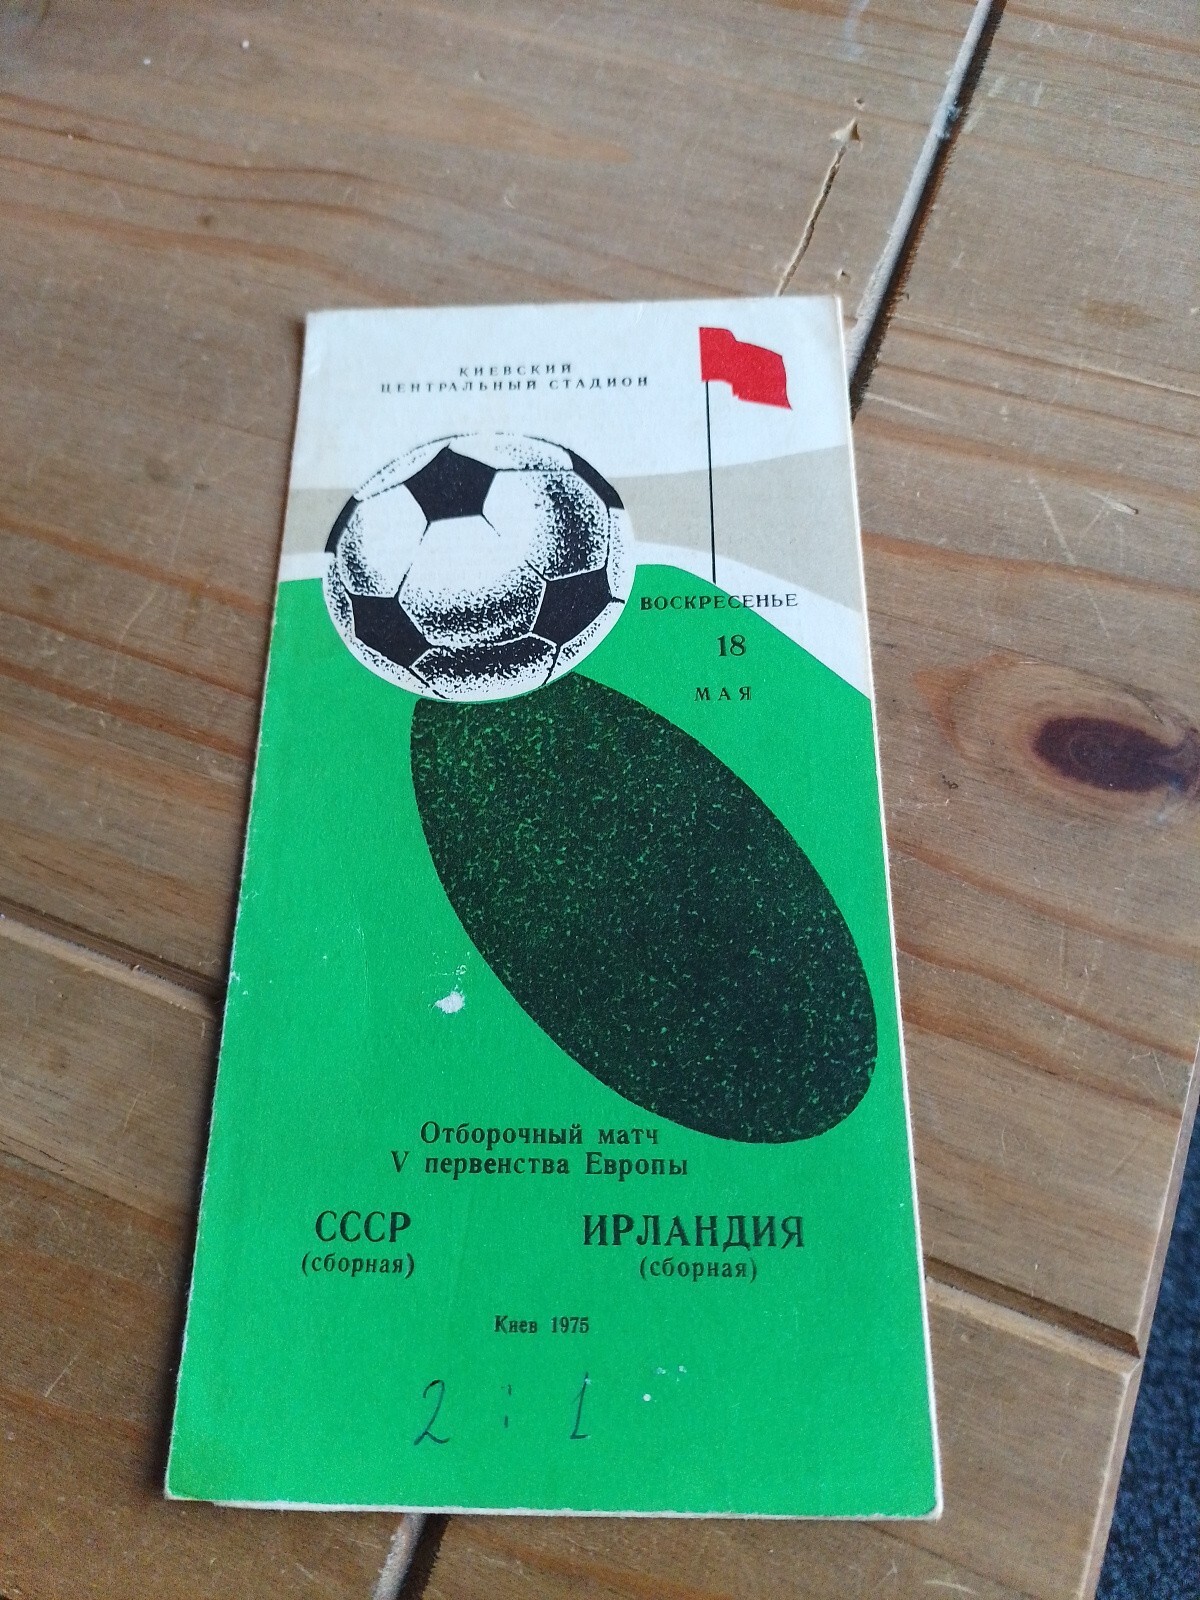 КИЕВСКИЙ
ЦЕНТРАЛЬНЫЙ СТАДИОН
ВОСКРЕСЕНЬЕ
18
МАЯ
Отборочный матч
V первенства Европы
СССР ИРЛАНДИЯ
(сборная) (сборная)
Киев 1975
2 : 1